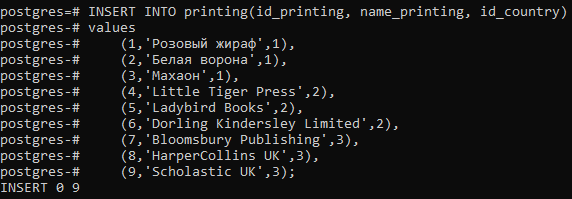 postgres=# INSERT INTO printing(id_printing, name_printing, id_country)
postgres-# values
postgres-#     (1,'Розовый жираф',1),
postgres-#     (2,'Белая ворона',1),
postgres-#     (3,'Махаон',1),
postgres-#     (4,'Little Tiger Press',2),
postgres-#     (5,'Ladybird Books',2),
postgres-#     (6,'Dorling Kindersley Limited',2),
postgres-#     (7,'Bloomsbury Publishing',3),
postgres-#     (8,'HarperCollins UK',3),
postgres-#     (9,'Scholastic UK',3);
INSERT 0 9